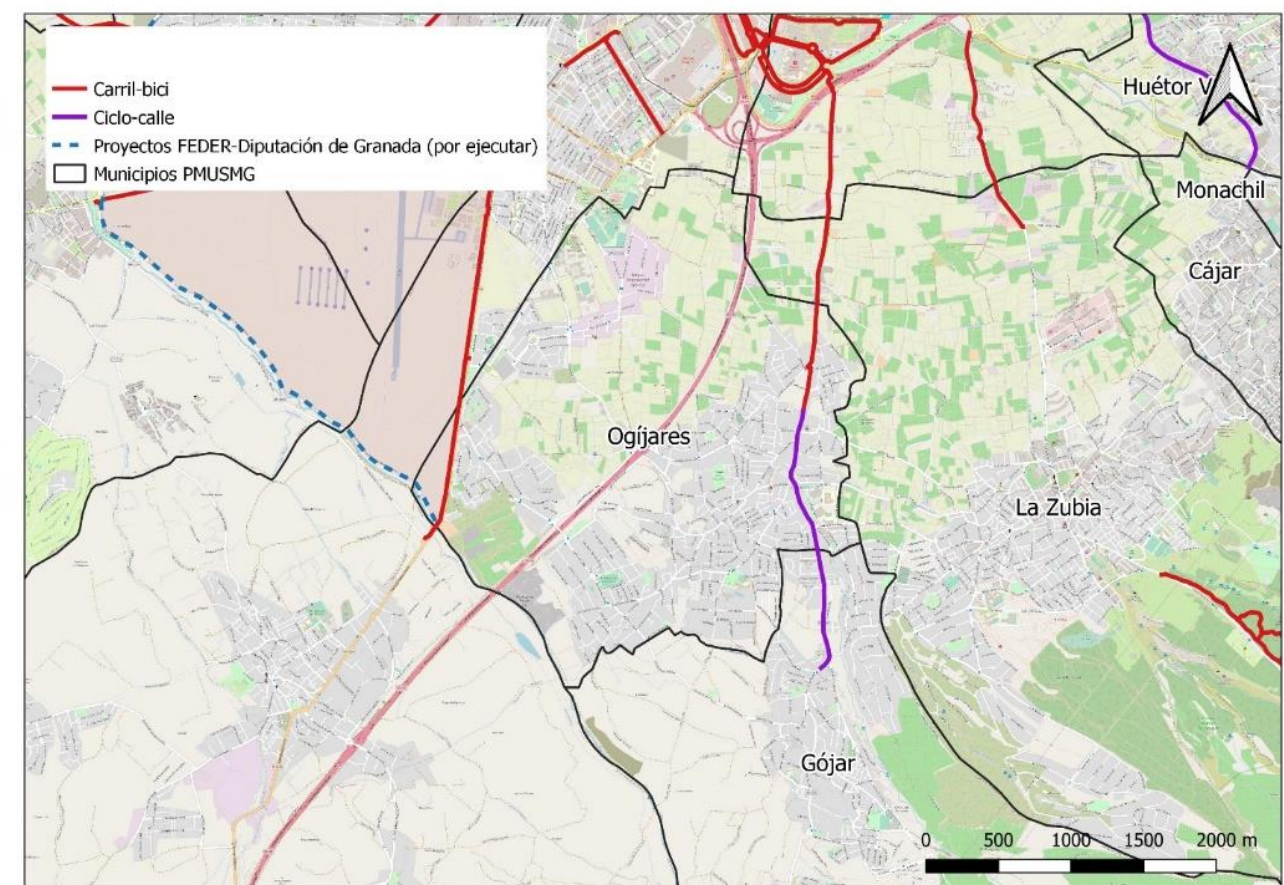 Carril-bici
Ciclo-calle
Proyectos FEDER-Diputación de Granada (por ejecutar)
Municipios PMUSMG
Huétor V
Monachil
Cájar
Ogíjares
La Zubia
Gójar
0 500 1000 1500 2000 m